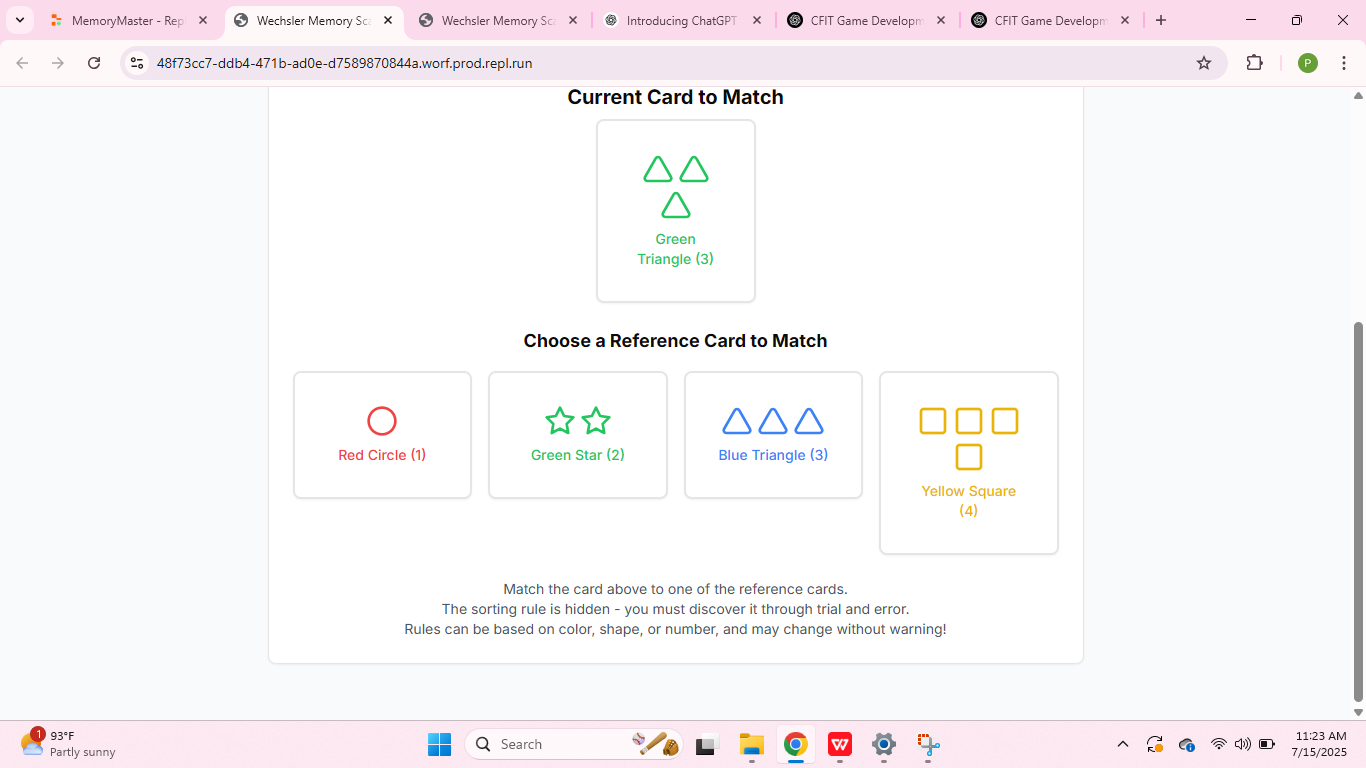 MemoryMaster - Repl
Wechsler Memory Sca
Wechsler Memory Sca
Introducing ChatGPT
CFIT Game Developm
CFIT Game Developm
48f73cc7-ddb4-471b-ad0e-d7589870844a.worf.prod.repl.run
P
Current Card to Match
Green
Triangle (3)
Choose a Reference Card to Match
Red Circle (1)
Green Star (2)
Blue Triangle (3)
Yellow Square
(4)
Match the card above to one of the reference cards.
The sorting rule is hidden - you must discover it through trial and error.
Rules can be based on color, shape, or number, and may change without warning!
1
93°F
Partly sunny
Search
W
11:23 AM
7/15/2025